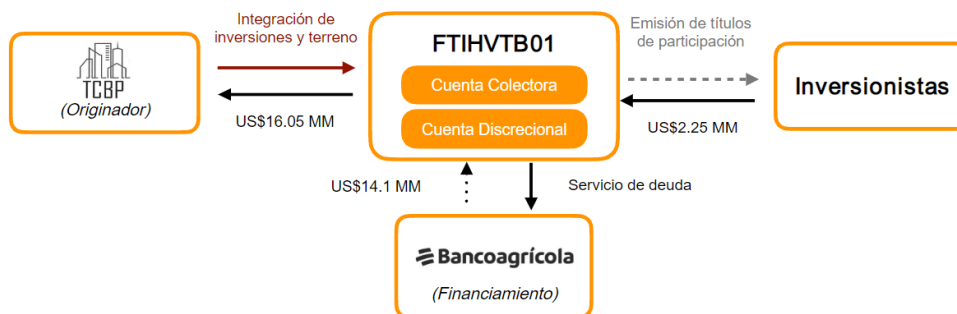 Integración de
inversiones y terreno
TCBP
(Originador)
US$16.05 MM
FTIHVTB01
Cuenta Colectora
Cuenta Discrecional
Emisión de títulos
de participación
Inversionistas
US$2.25 MM
US$14.1 MM
Servicio de deuda
Bancoagrícola
(Financiamiento)